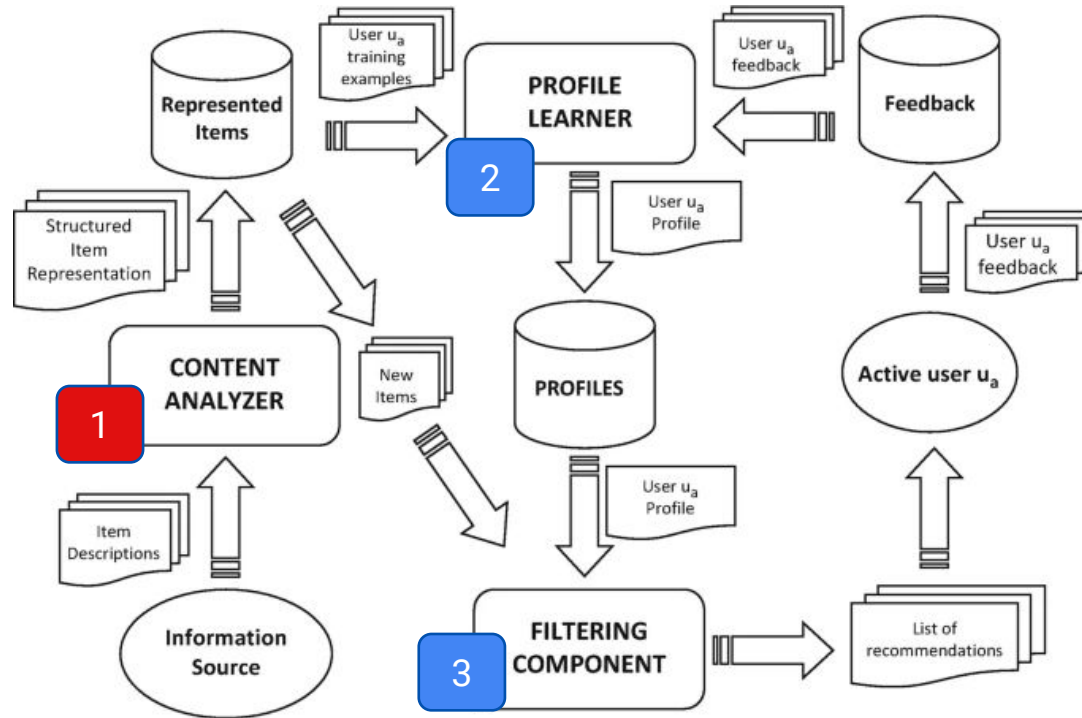 User uₐ
training
examples
PROFILE
LEARNER
2
User uₐ
feedback
Represented
Items
Feedback
Structured
Item
Representation
User uₐ
Profile
User uₐ
feedback
CONTENT
ANALYZER
1
New
Items
PROFILES
Active user uₐ
Item
Descriptions
User uₐ
Profile
Information
Source
FILTERING
COMPONENT
3
List of
recommendations